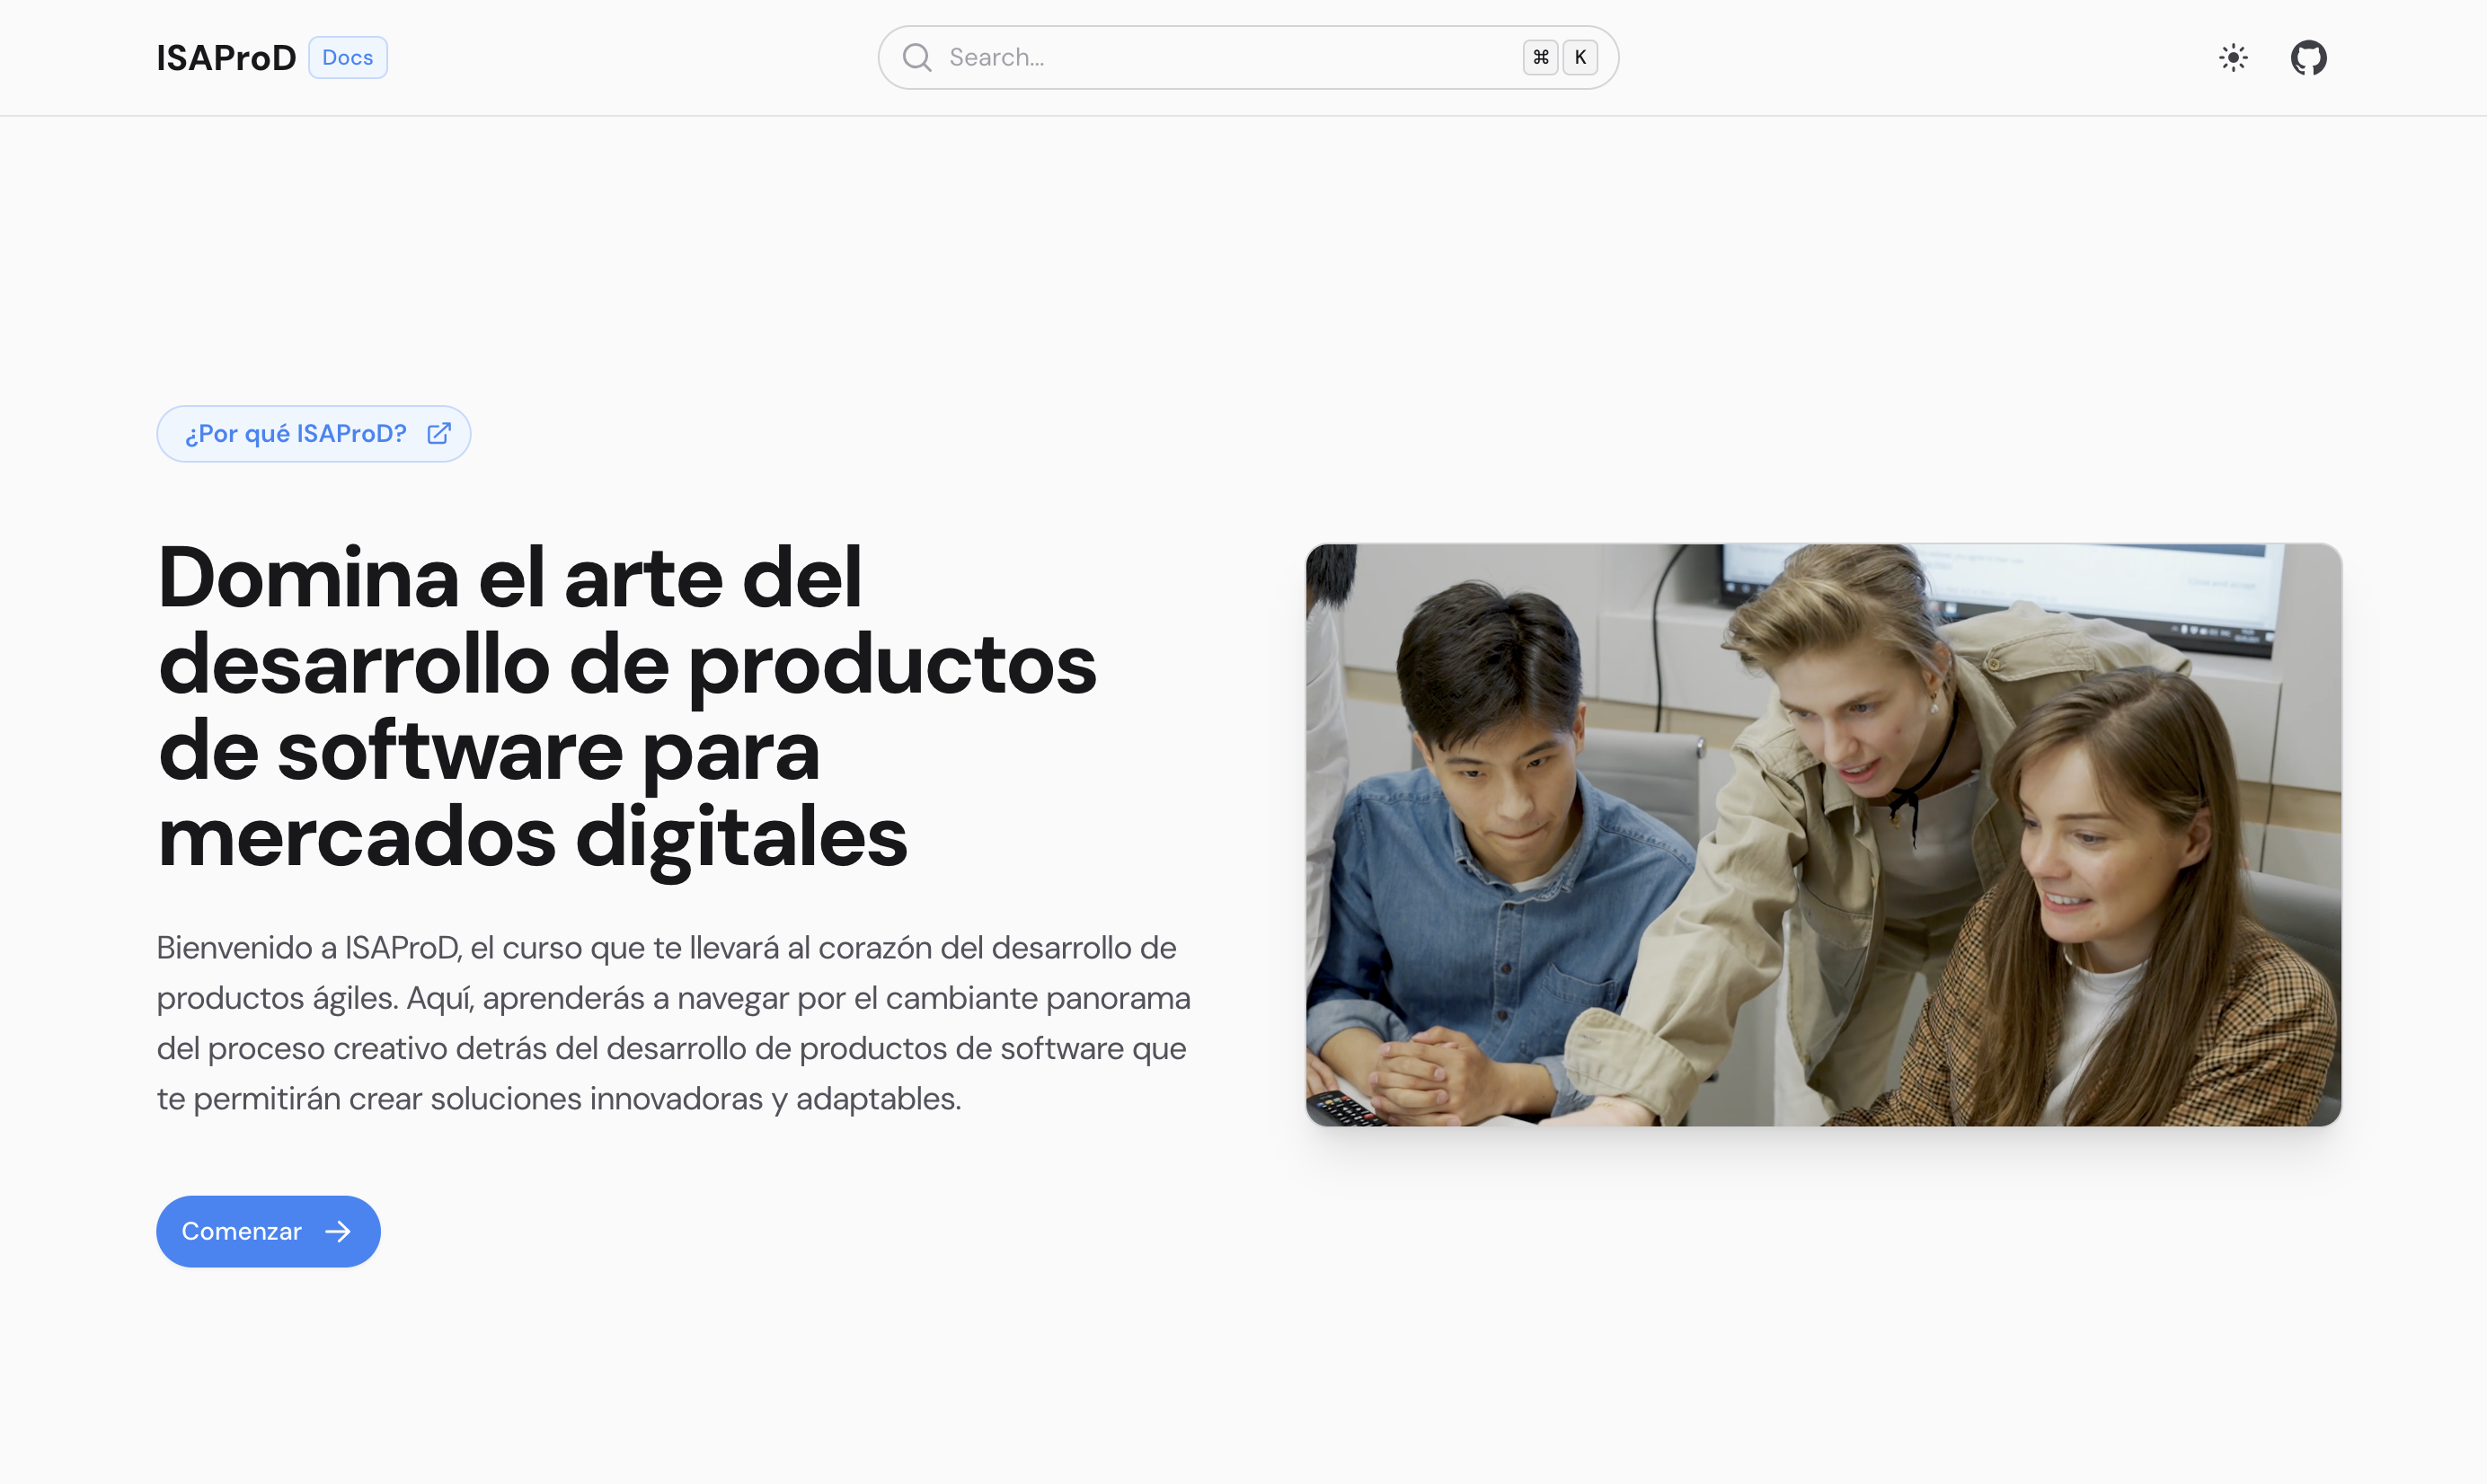 ISAProD Docs
Search...
⌘ K
¿Por qué ISAProD?
Domina el arte del
desarrollo de productos
de software para
mercados digitales
Bienvenido a ISAProD, el curso que te llevará al corazón del desarrollo de
productos ágiles. Aquí, aprenderás a navegar por el cambiante panorama
del proceso creativo detrás del desarrollo de productos de software que
te permitirán crear soluciones innovadoras y adaptables.
Comenzar